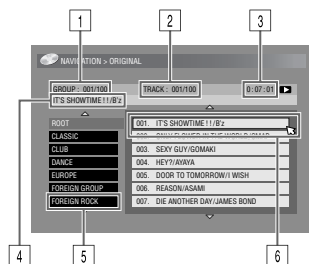 1 2 3
NAVIGATION > ORIGINAL
GROUP : 001/100 TRACK : 001/100 0:07:01
IT'S SHOWTIME!!/B'z
ROOT
CLASSIC
CLUB
DANCE
EUROPE
FOREIGN GROUP
FOREIGN ROCK
001. IT'S SHOWTIME!!/B'z
003. SEXY GUY/GOMAKI
004. HEY?/AYAYA
005. DOOR TO TOMORROW/I WISH
006. REASON/ASAMI
007. DIE ANOTHER DAY/JAMES BOND
4 5 6